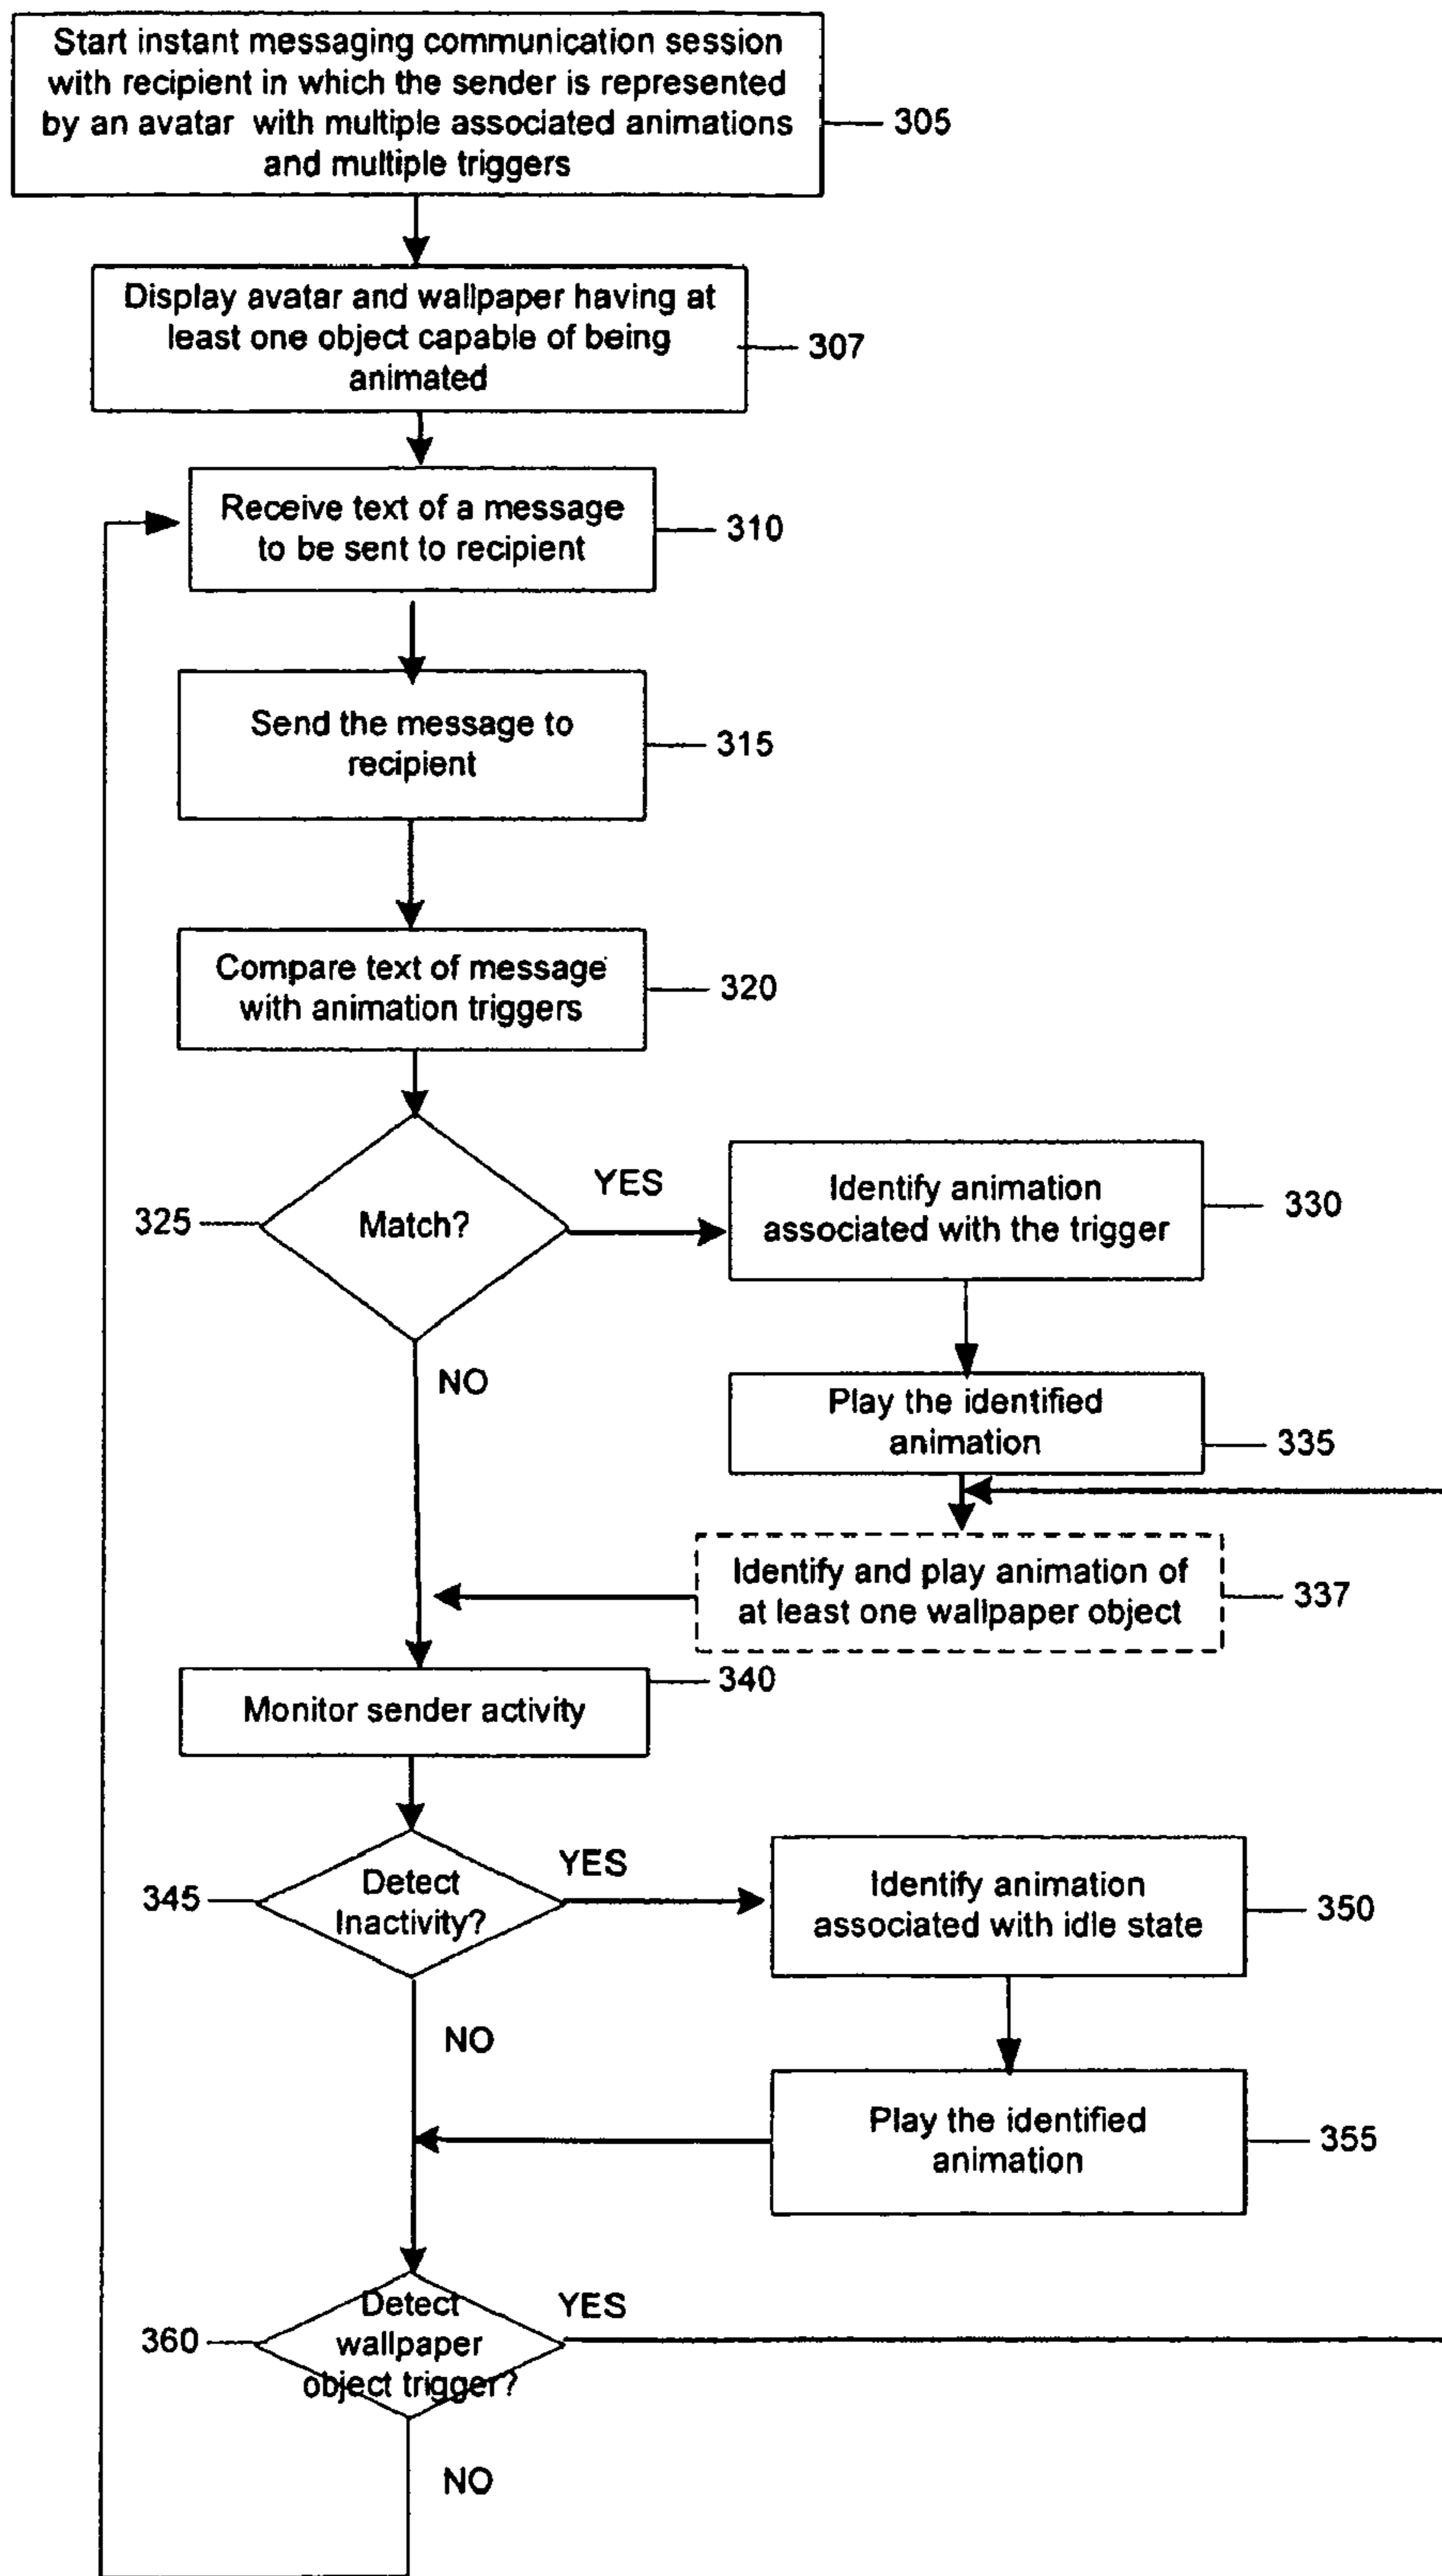 Start instant messaging communication session
with recipient in which the sender is represented
by an avatar with multiple associated animations
and multiple triggers
305
Display avatar and wallpaper having at
least one object capable of being
animated
307
Receive text of a message
to be sent to recipient
310
Send the message to
recipient
315
Compare text of message
with animation triggers
320
325
Match?
YES
Identify animation
associated with the trigger
330
NO
Play the identified
animation
335
Identify and play animation of
at least one wallpaper object
337
Monitor sender activity
340
345
Detect
Inactivity?
YES
Identify animation
associated with idle state
350
NO
Play the identified
animation
355
360
Detect
wallpaper
object trigger?
YES
NO